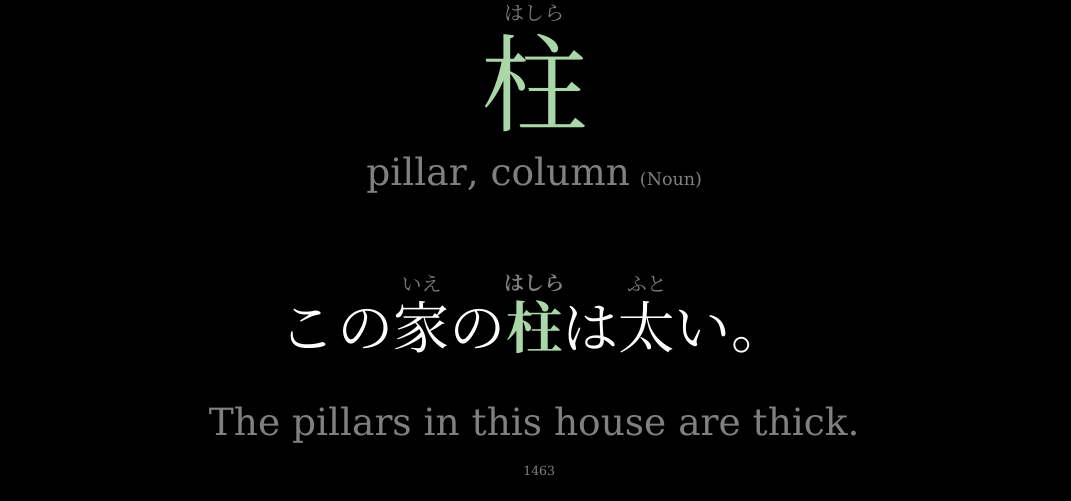 はしら
柱
pillar, column (Noun)
いえ はしら ふと
この家の柱は太い。
The pillars in this house are thick.
1463